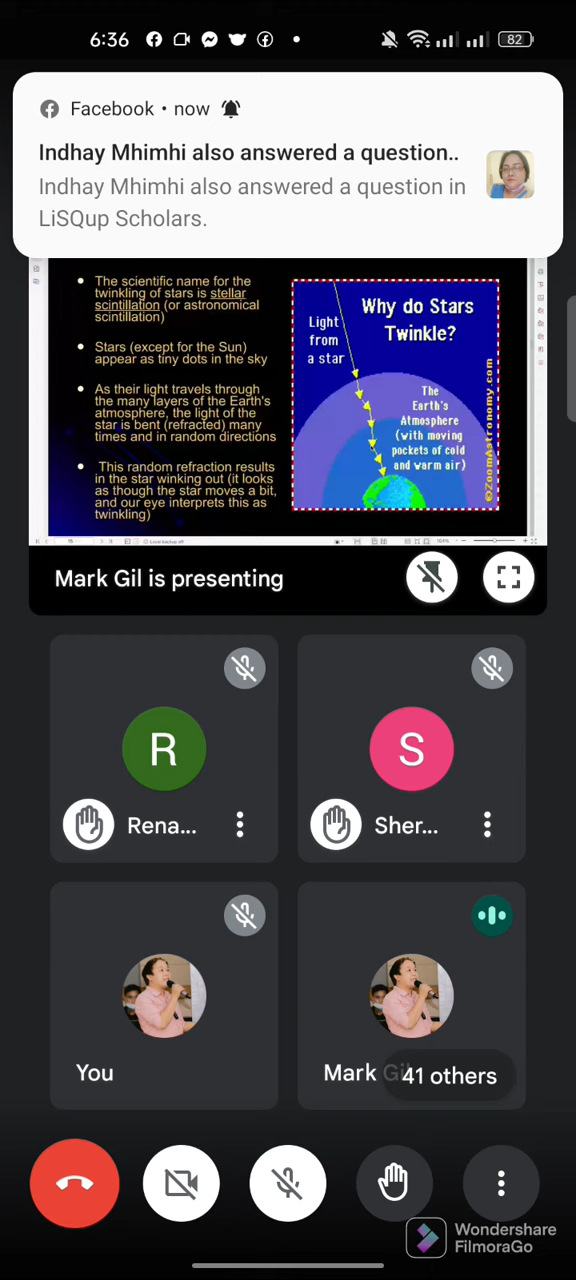 6:36
82
Facebook • now
Indhay Mhimhi also answered a question..
Indhay Mhimhi also answered a question in
LiSQup Scholars.
The scientific name for the
twinkling of stars is stellar
scintillation (or astronomical
scintillation)
Stars (except for the Sun)
appear as tiny dots in the sky
As their light travels through
the many layers of the Earth's
atmosphere, the light of the
star is bent (refracted) many
times and in random directions
This random refraction results
in the star winking out (it looks
as though the star moves a bit,
and our eye interprets this as
twinkling)
Why do Stars
Twinkle?
Light
from
a star
The
Earth's
Atmosphere
(with moving
pockets of cold
and warm air)
©ZoomAstronomy.com
Mark Gil is presenting
R
Rena...
S
Sher...
You
Mark
41 others
Wondershare
FilmoraGo